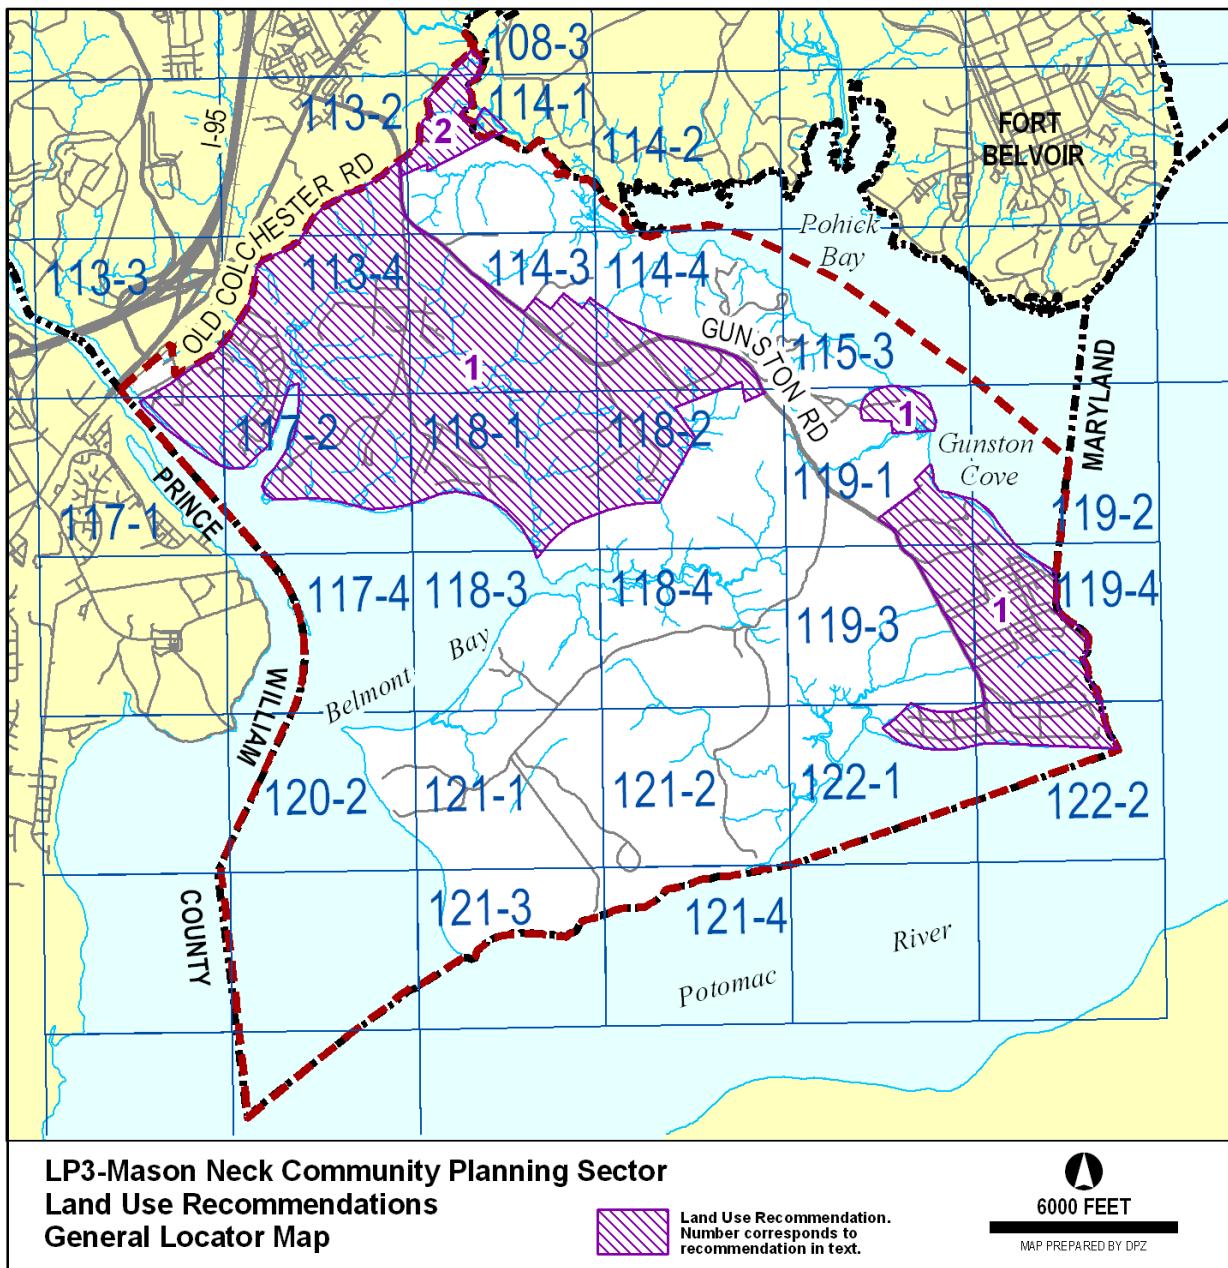 108-3
113-2
114-1
2
114-2
FORT
BELVOIR
I-95
OLD COLCHESTER RD
Pohick
Bay
113-3
113-4
114-3
114-4
GUNSTON RD
115-3
MARYLAND
1
1
117-2
118-1
118-2
Gunston
Cove
119-1
PRINCE
117-1
119-2
117-4
118-3
118-4
119-4
1
119-3
Belmont
Bay
WILLIAM
120-2
121-1
121-2
122-1
122-2
COUNTY
121-3
121-4
River
Potomac
LP3-Mason Neck Community Planning Sector
Land Use Recommendations
General Locator Map
Land Use Recommendation.
Number corresponds to
recommendation in text.
6000 FEET
MAP PREPARED BY DPZ